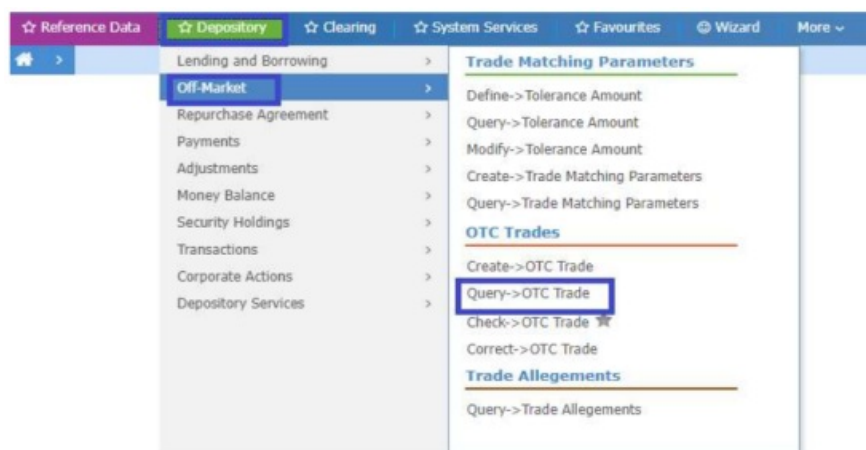 Reference Data Depository Clearing System Services Favourites Wizard More
Lending and Borrowing
Off-Market
Repurchase Agreement
Payments
Adjustments
Money Balance
Security Holdings
Transactions
Corporate Actions
Depository Services
Trade Matching Parameters
Define->Tolerance Amount
Query->Tolerance Amount
Modify->Tolerance Amount
Create->Trade Matching Parameters
Query->Trade Matching Parameters
OTC Trades
Create->OTC Trade
Query->OTC Trade
Check->OTC Trade
Correct->OTC Trade
Trade Allegements
Query->Trade Allegements